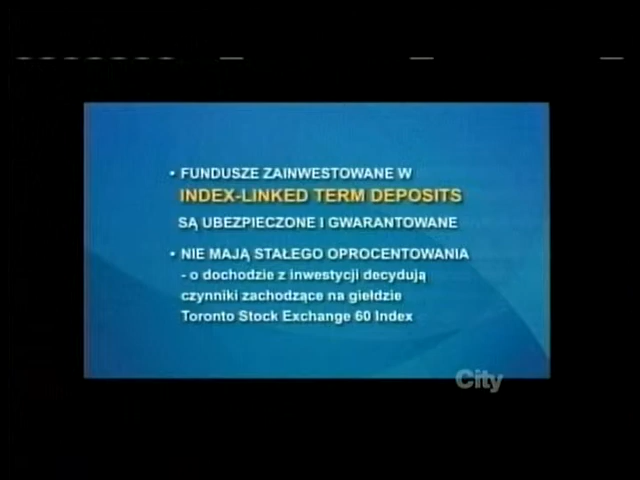 • FUNDUSZE ZAINWESTOWANE W
INDEX-LINKED TERM DEPOSITS
SĄ UBEZPIECZONE I GWARANTOWANE
• NIE MAJĄ STAŁEGO OPROCENTOWANIA
- o dochodzie z inwestycji decydują
czynniki zachodzące na giełdzie
Toronto Stock Exchange 60 Index
City